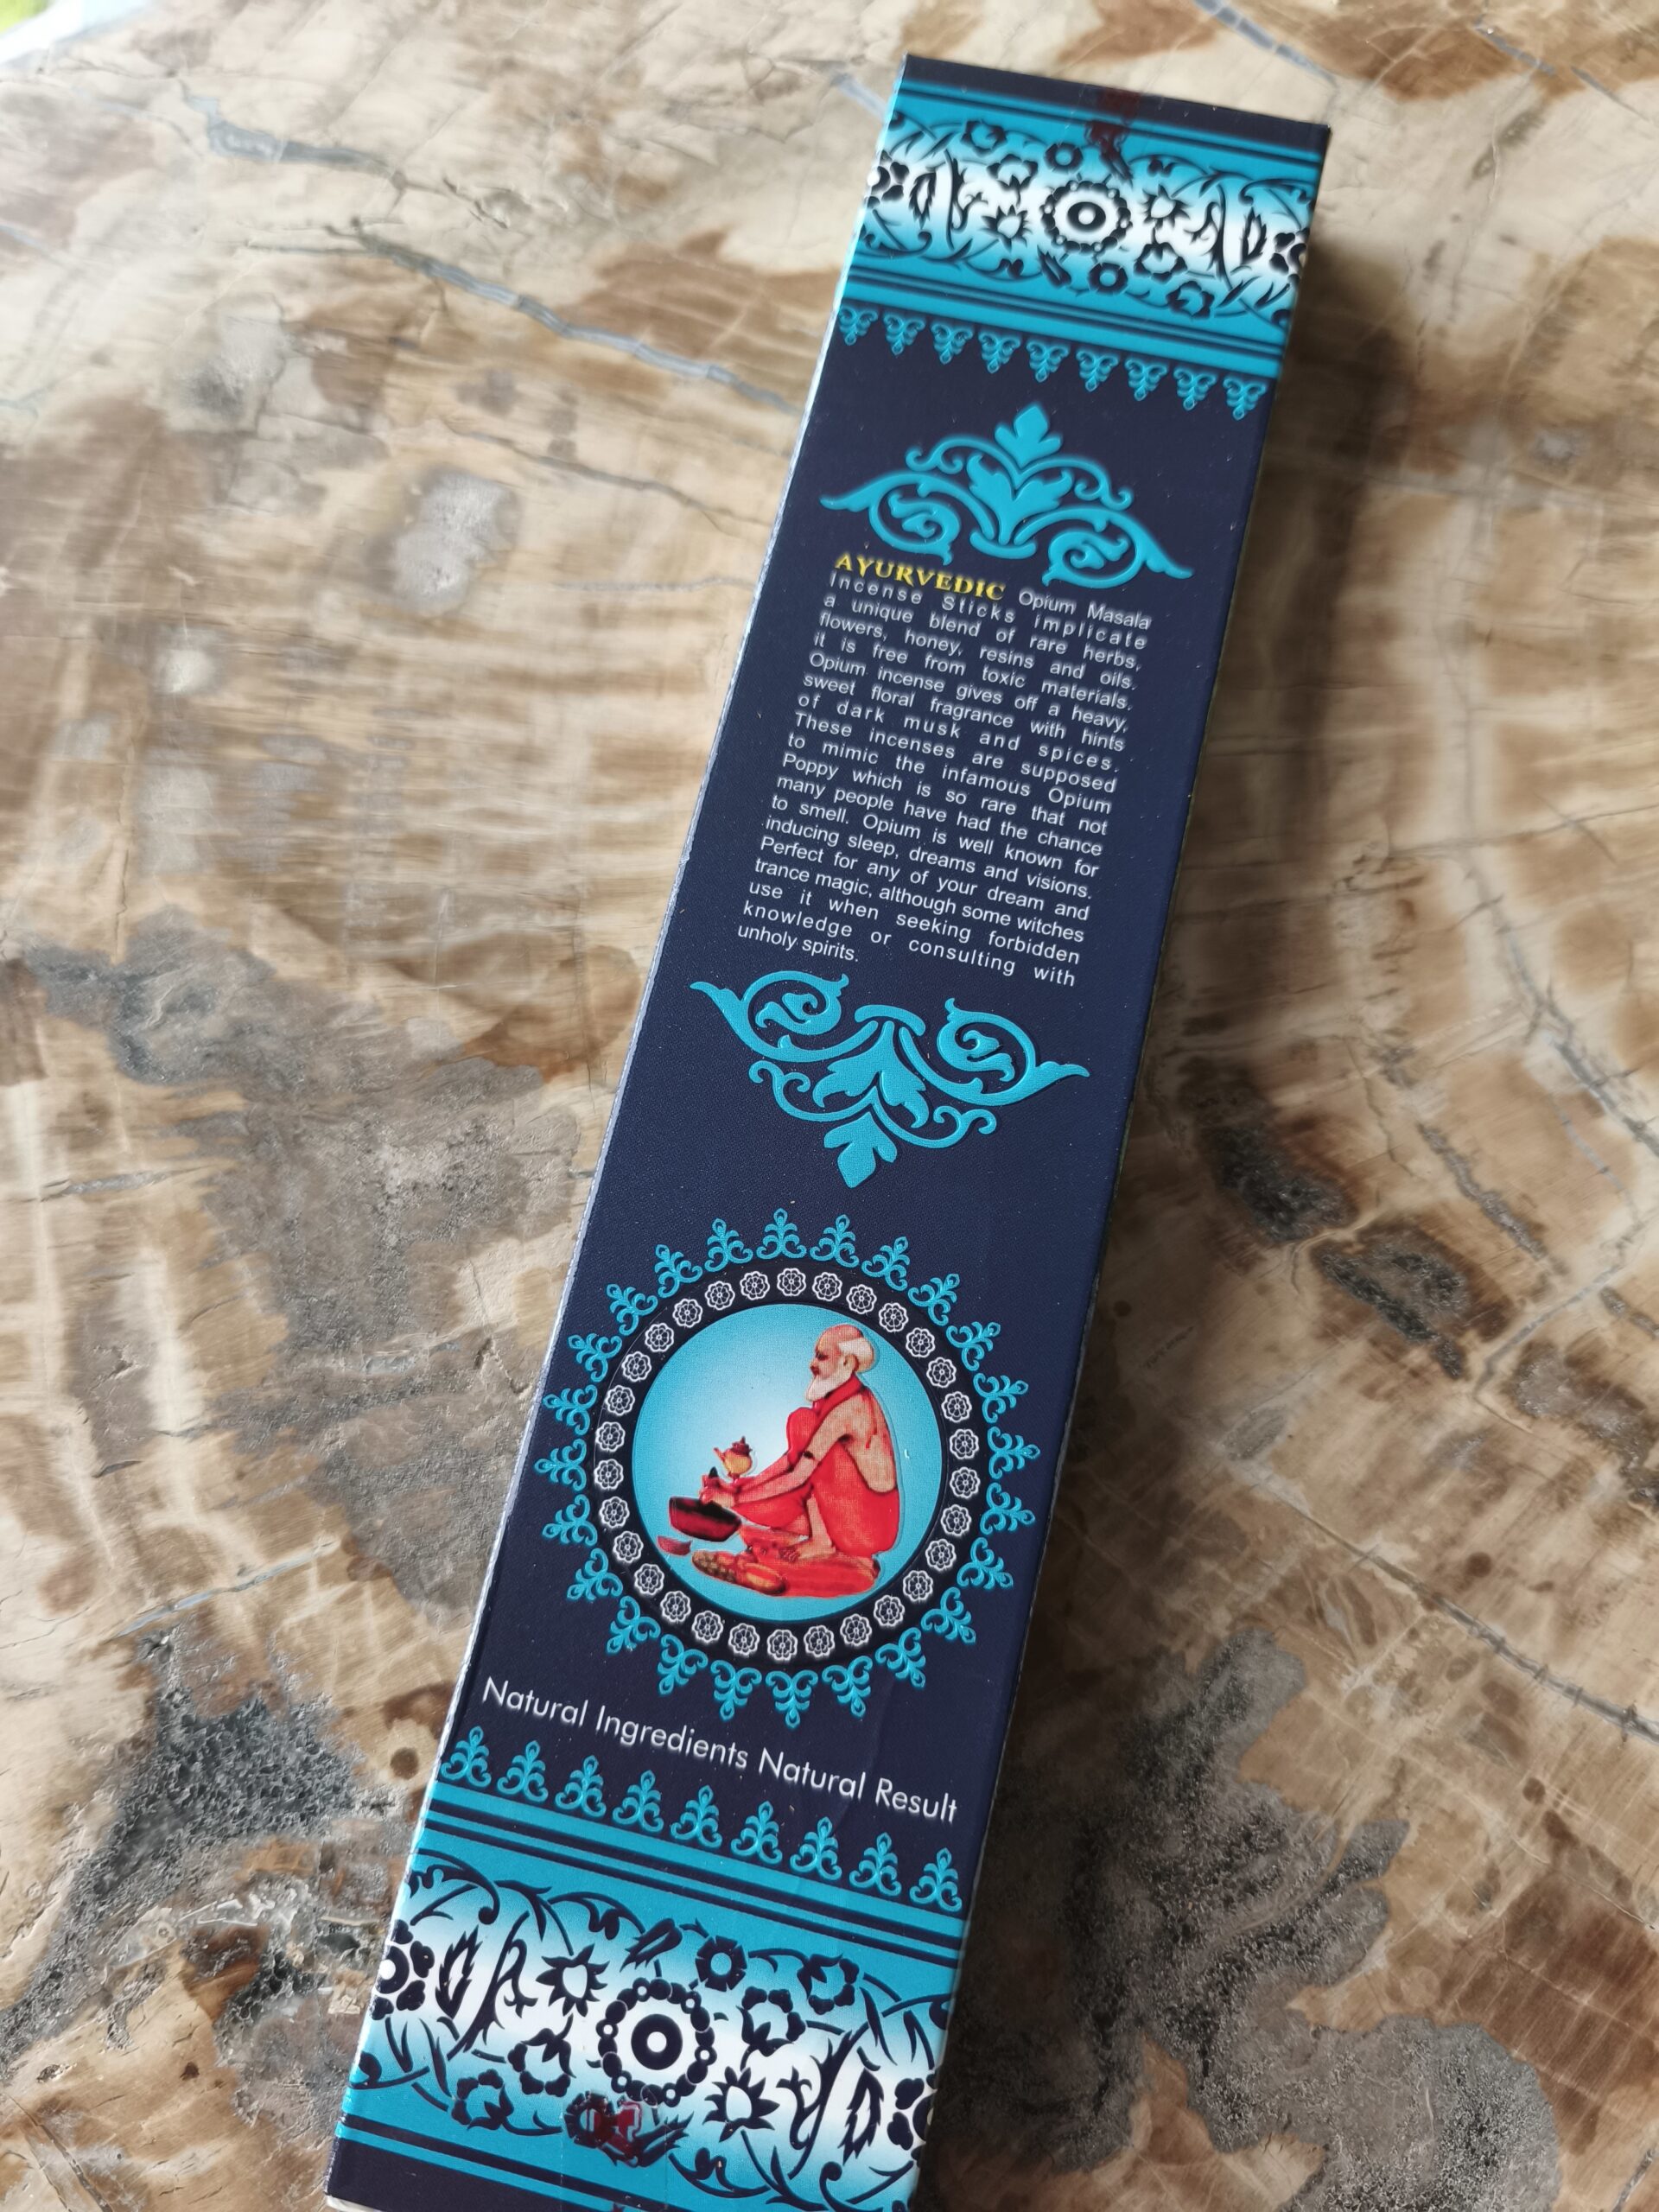 AYURVEDIC Opium Masala
Incense Sticks implicate
a unique blend of rare herbs,
flowers, honey, resins and oils.
it is free from toxic materials.
Opium incense gives off a heavy,
sweet floral fragrance with hints
of dark musk and spices.
These incenses are supposed
to mimic the infamous Opium
Poppy which is so rare that not
many people have had the chance
to smell. Opium is well known for
inducing sleep, dreams and visions.
Perfect for any of your dream and
trance magic, although some witches
use it when seeking forbidden
knowledge or consulting with
unholy spirits.
Natural Ingredients Natural Result